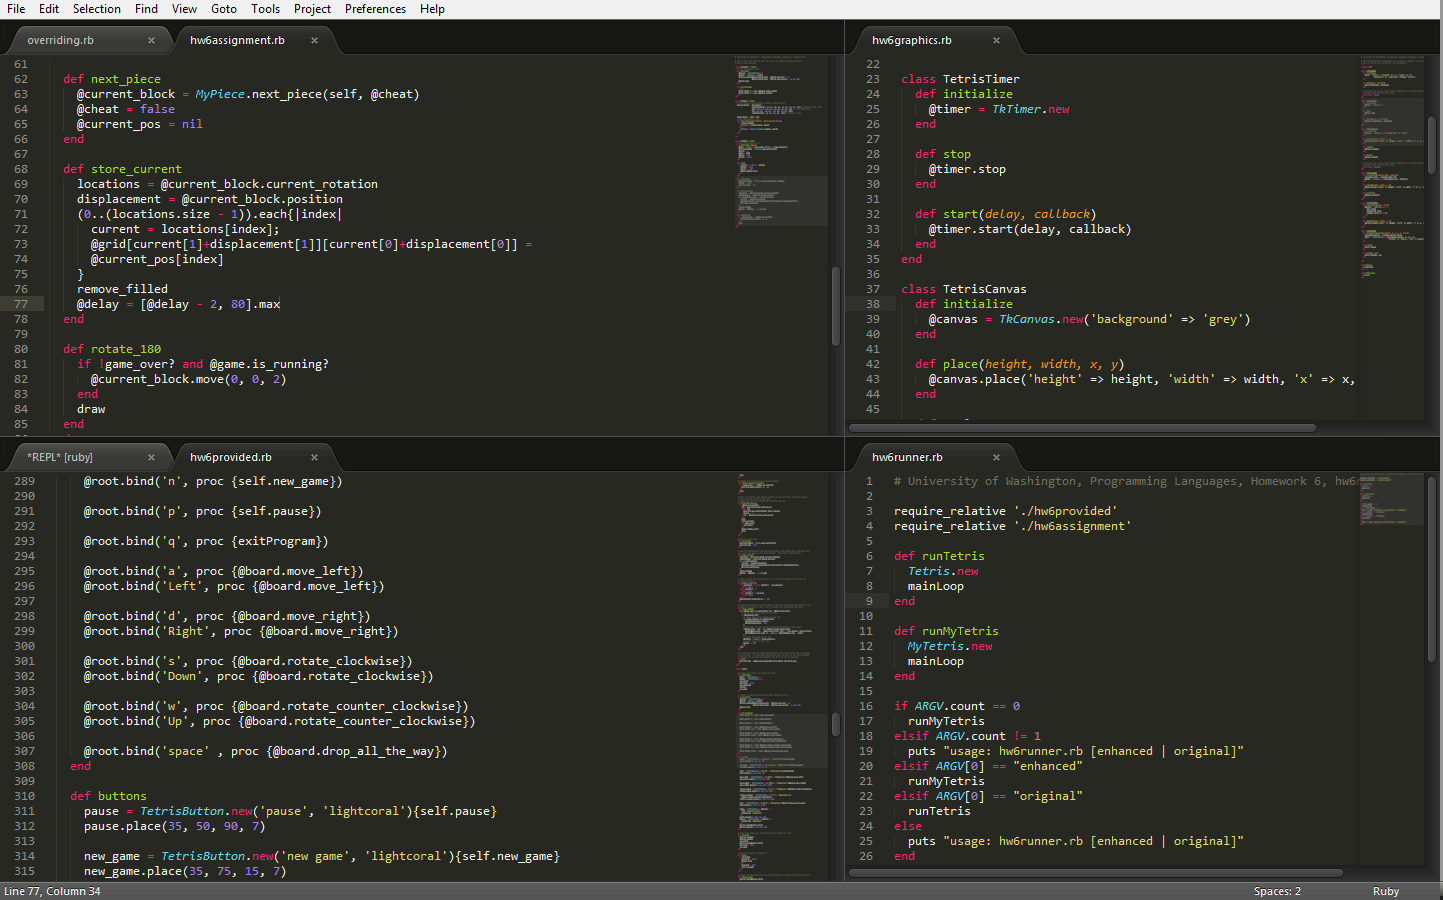 File Edit Selection Find View Goto Tools Project Preferences Help
overriding.rb × hw6assignment.rb ×
61
62 def next_piece
63 @current_block = MyPiece.next_piece(self, @cheat)
64 @cheat = false
65 @current_pos = nil
66 end
67
68 def store_current
69 locations = @current_block.current_rotation
70 displacement = @current_block.position
71 (0..(locations.size - 1)).each{|index|
72 current = locations[index];
73 @grid[current[1]+displacement[1]][current[0]+displacement[0]] =
74 @current_pos[index]
75 }
76 remove_filled
77 @delay = [@delay - 2, 80].max
78 end
79
80 def rotate_180
81 if !game_over? and @game.is_running?
82 @current_block.move(0, 0, 2)
83 end
84 draw
85 end
hw6graphics.rb ×
22
23 class TetrisTimer
24 def initialize
25 @timer = TkTimer.new
26 end
27
28 def stop
29 @timer.stop
30 end
31
32 def start(delay, callback)
33 @timer.start(delay, callback)
34 end
35 end
36
37 class TetrisCanvas
38 def initialize
39 @canvas = TkCanvas.new('background' => 'grey')
40 end
41
42 def place(height, width, x, y)
43 @canvas.place('height' => height, 'width' => width, 'x' => x,
44 end
45
*REPL* [ruby] × hw6provided.rb ×
289 @root.bind('n', proc {self.new_game})
290
291 @root.bind('p', proc {self.pause})
292
293 @root.bind('q', proc {exitProgram})
294
295 @root.bind('a', proc {@board.move_left})
296 @root.bind('Left', proc {@board.move_left})
297
298 @root.bind('d', proc {@board.move_right})
299 @root.bind('Right', proc {@board.move_right})
300
301 @root.bind('s', proc {@board.rotate_clockwise})
302 @root.bind('Down', proc {@board.rotate_clockwise})
303
304 @root.bind('w', proc {@board.rotate_counter_clockwise})
305 @root.bind('Up', proc {@board.rotate_counter_clockwise})
306
307 @root.bind('space' , proc {@board.drop_all_the_way})
308 end
309
310 def buttons
311 pause = TetrisButton.new('pause', 'lightcoral'){self.pause}
312 pause.place(35, 50, 90, 7)
313
314 new_game = TetrisButton.new('new game', 'lightcoral'){self.new_game}
315 new_game.place(35, 75, 15, 7)
hw6runner.rb ×
1 # University of Washington, Programming Languages, Homework 6, hw6
2
3 require_relative './hw6provided'
4 require_relative './hw6assignment'
5
6 def runTetris
7 Tetris.new
8 mainLoop
9 end
10
11 def runMyTetris
12 MyTetris.new
13 mainLoop
14 end
15
16 if ARGV.count == 0
17 runMyTetris
18 elsif ARGV.count != 1
19 puts "usage: hw6runner.rb [enhanced | original]"
20 elsif ARGV[0] == "enhanced"
21 runMyTetris
22 elsif ARGV[0] == "original"
23 runTetris
24 else
25 puts "usage: hw6runner.rb [enhanced | original]"
26 end
Line 77, Column 34 Spaces: 2 Ruby